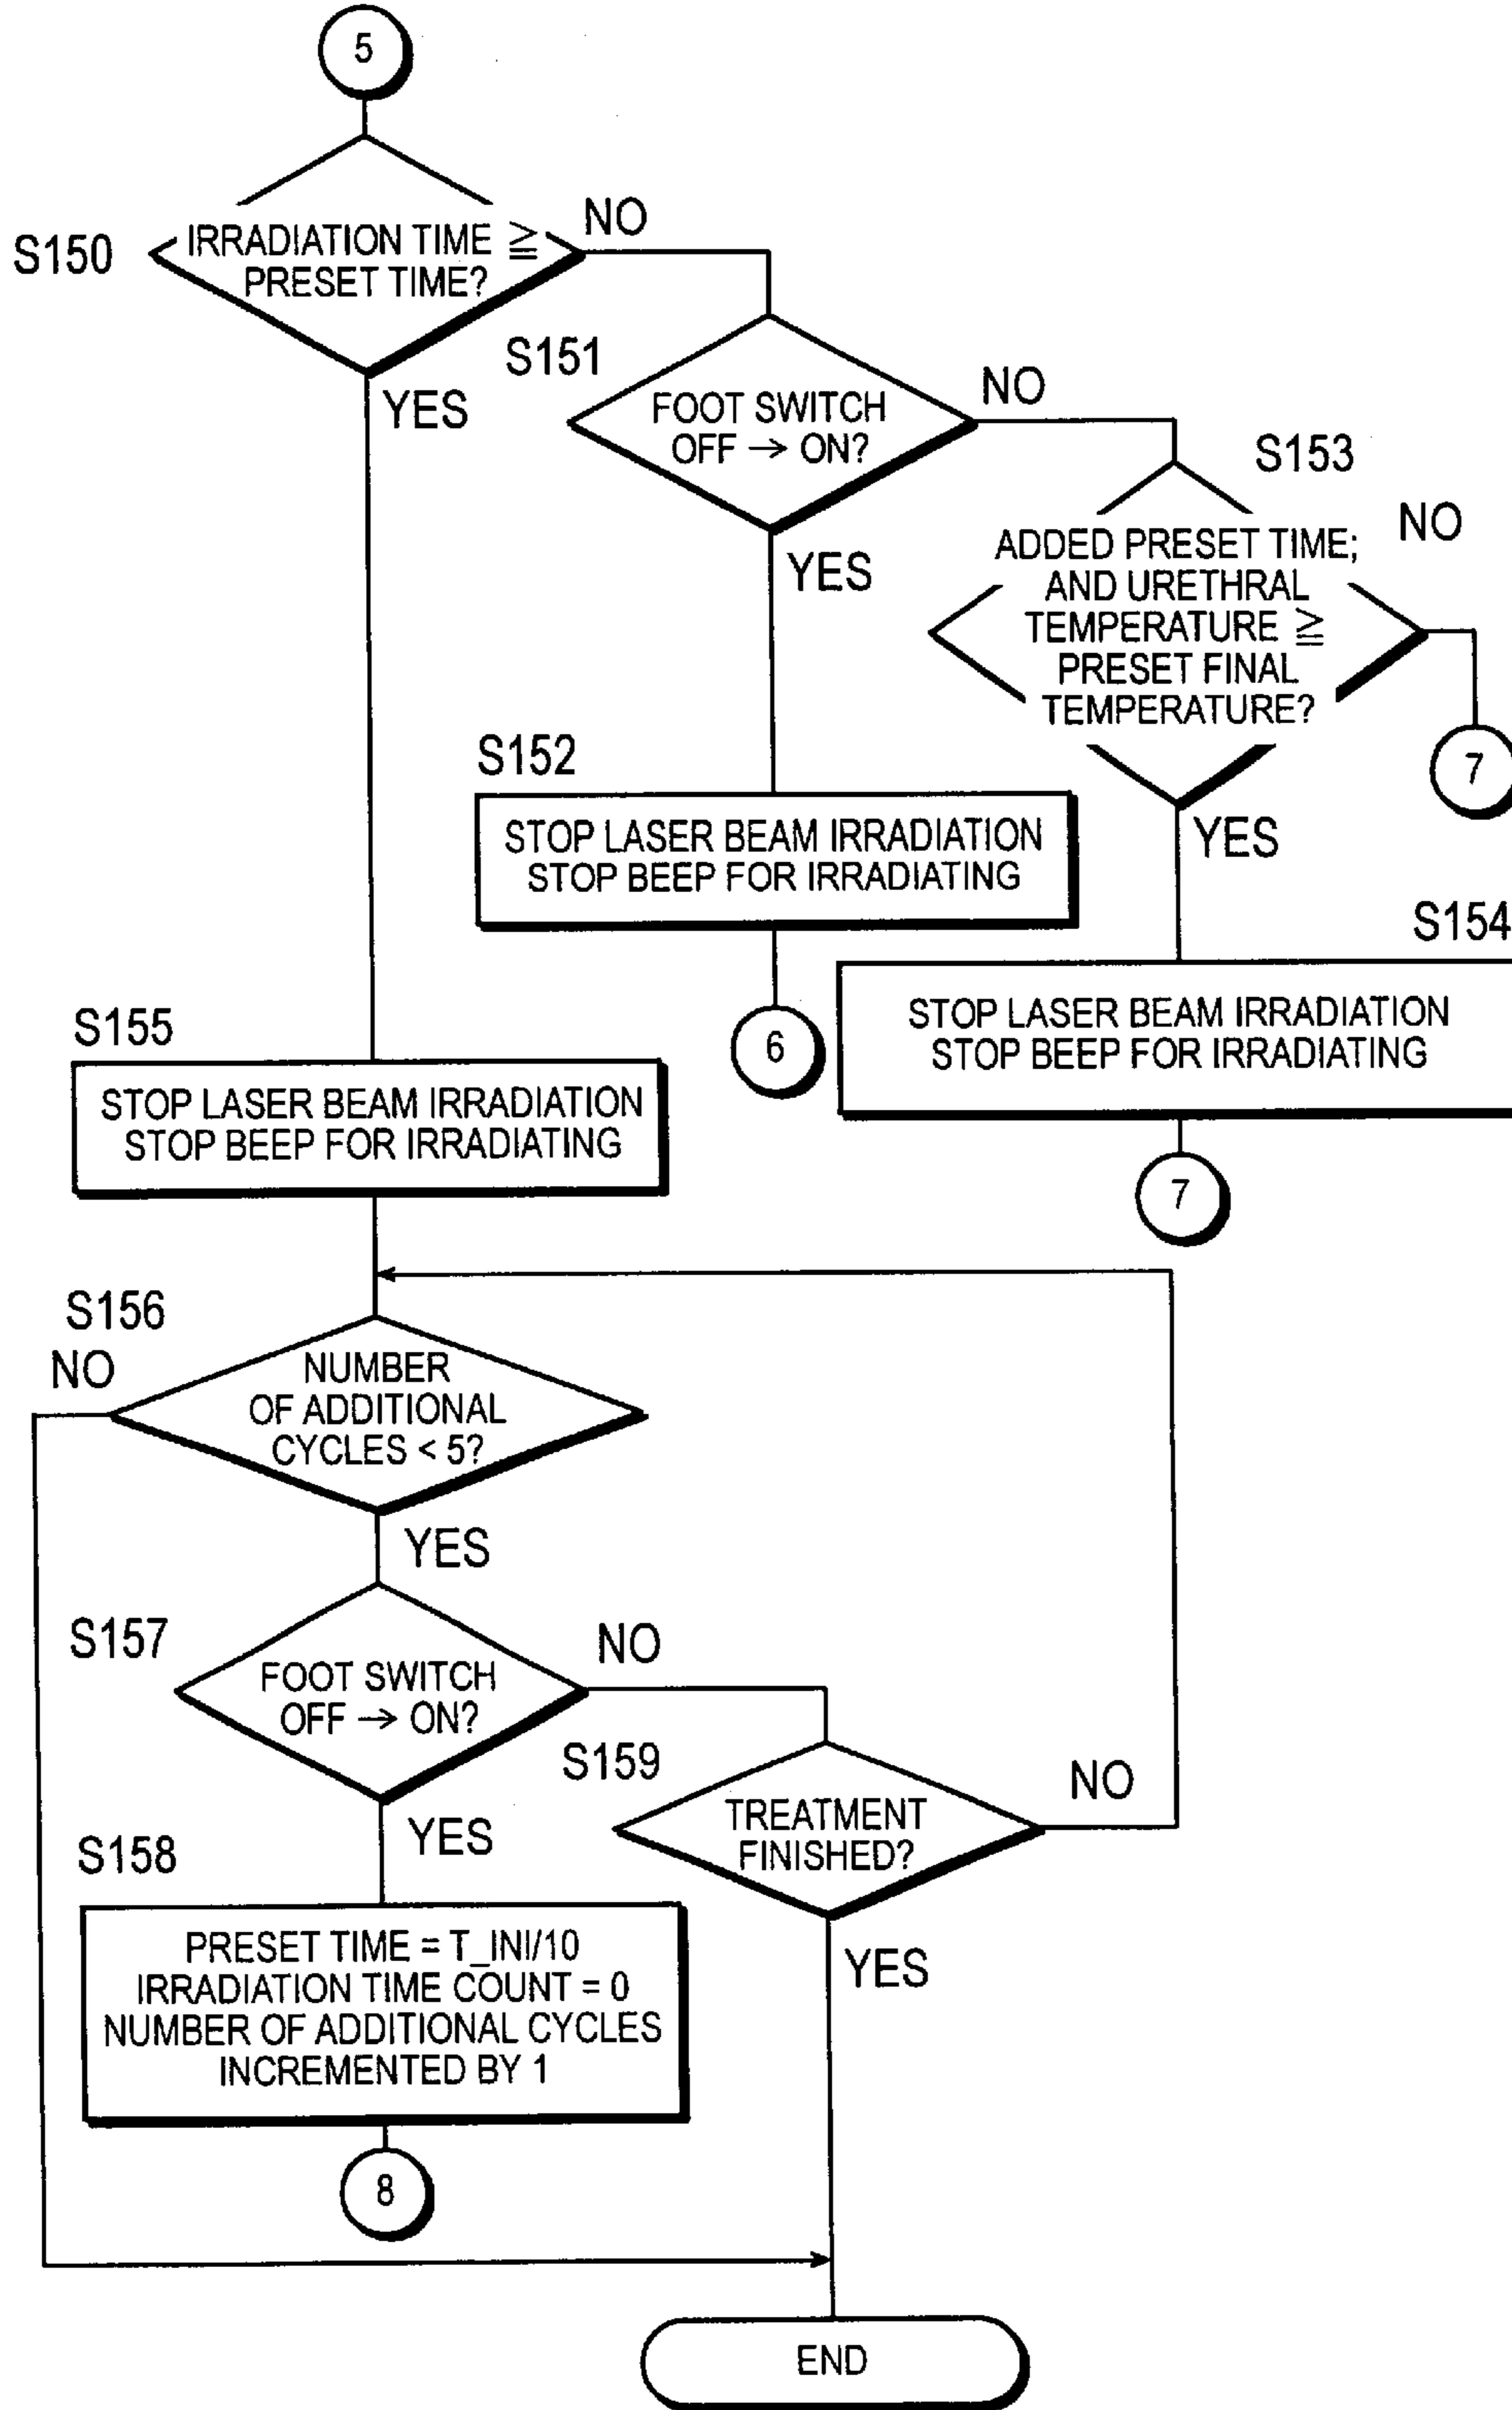 5
S150
IRRADIATION TIME ≧
PRESET TIME?
NO
YES
S151
FOOT SWITCH
OFF → ON?
NO
YES
S153
ADDED PRESET TIME;
AND URETHRAL
TEMPERATURE ≧
PRESET FINAL
TEMPERATURE?
NO
7
YES
S152
STOP LASER BEAM IRRADIATION
STOP BEEP FOR IRRADIATING
6
S154
STOP LASER BEAM IRRADIATION
STOP BEEP FOR IRRADIATING
7
S155
STOP LASER BEAM IRRADIATION
STOP BEEP FOR IRRADIATING
S156
NO
NUMBER
OF ADDITIONAL
CYCLES < 5?
YES
S157
FOOT SWITCH
OFF → ON?
NO
YES
S159
TREATMENT
FINISHED?
NO
YES
S158
PRESET TIME = T_INI/10
IRRADIATION TIME COUNT = 0
NUMBER OF ADDITIONAL CYCLES
INCREMENTED BY 1
8
END